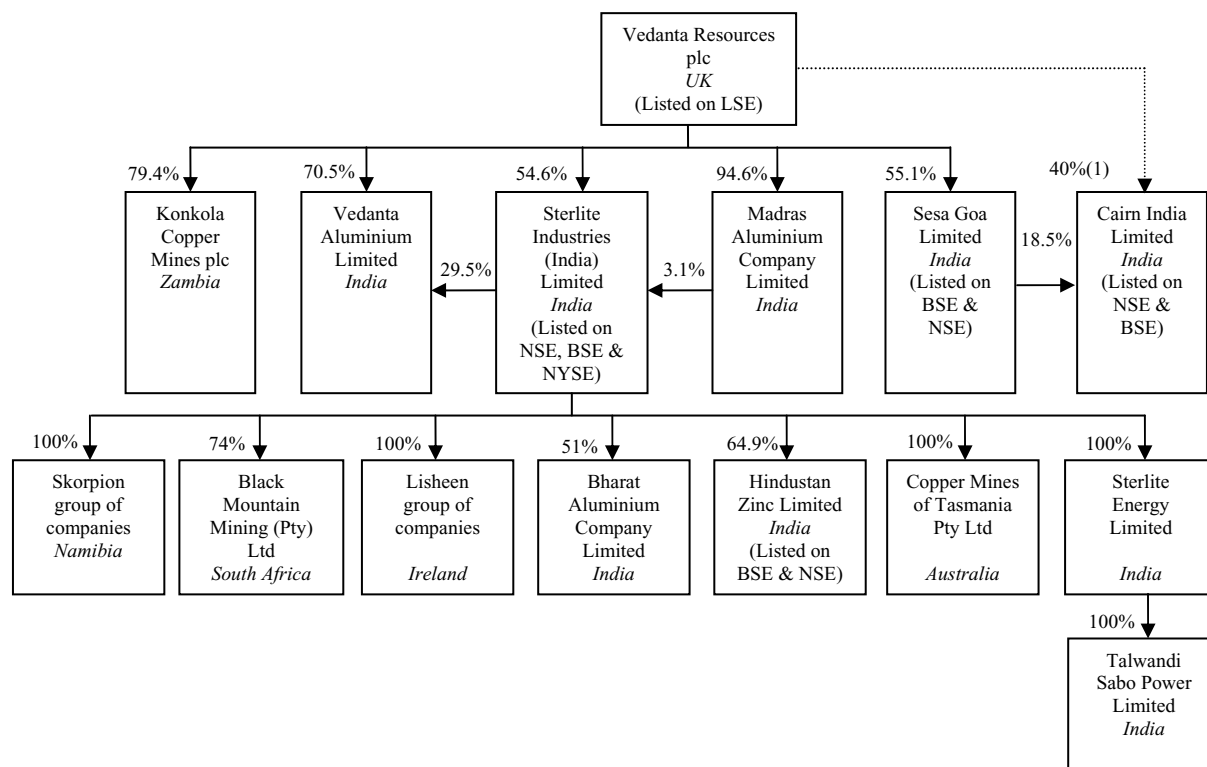 Vedanta Resources
plc
UK
(Listed on LSE)
79.4%
70.5%
54.6%
94.6%
55.1%
40%(1)
Konkola
Copper
Mines plc
Zambia
Vedanta
Aluminium
Limited
India
29.5%
Sterlite
Industries
(India)
Limited
India
(Listed on
NSE, BSE &
NYSE)
3.1%
Madras
Aluminium
Company
Limited
India
Sesa Goa
Limited
India
(Listed on
BSE &
NSE)
18.5%
Cairn India
Limited
India
(Listed on
NSE &
BSE)
100%
74%
100%
51%
64.9%
100%
100%
Skorpion
group of
companies
Namibia
Black
Mountain
Mining (Pty)
Ltd
South Africa
Lisheen
group of
companies
Ireland
Bharat
Aluminium
Company
Limited
India
Hindustan
Zinc Limited
India
(Listed on
BSE & NSE)
Copper Mines
of Tasmania
Pty Ltd
Australia
Sterlite
Energy
Limited
India
100%
Talwandi
Sabo Power
Limited
India